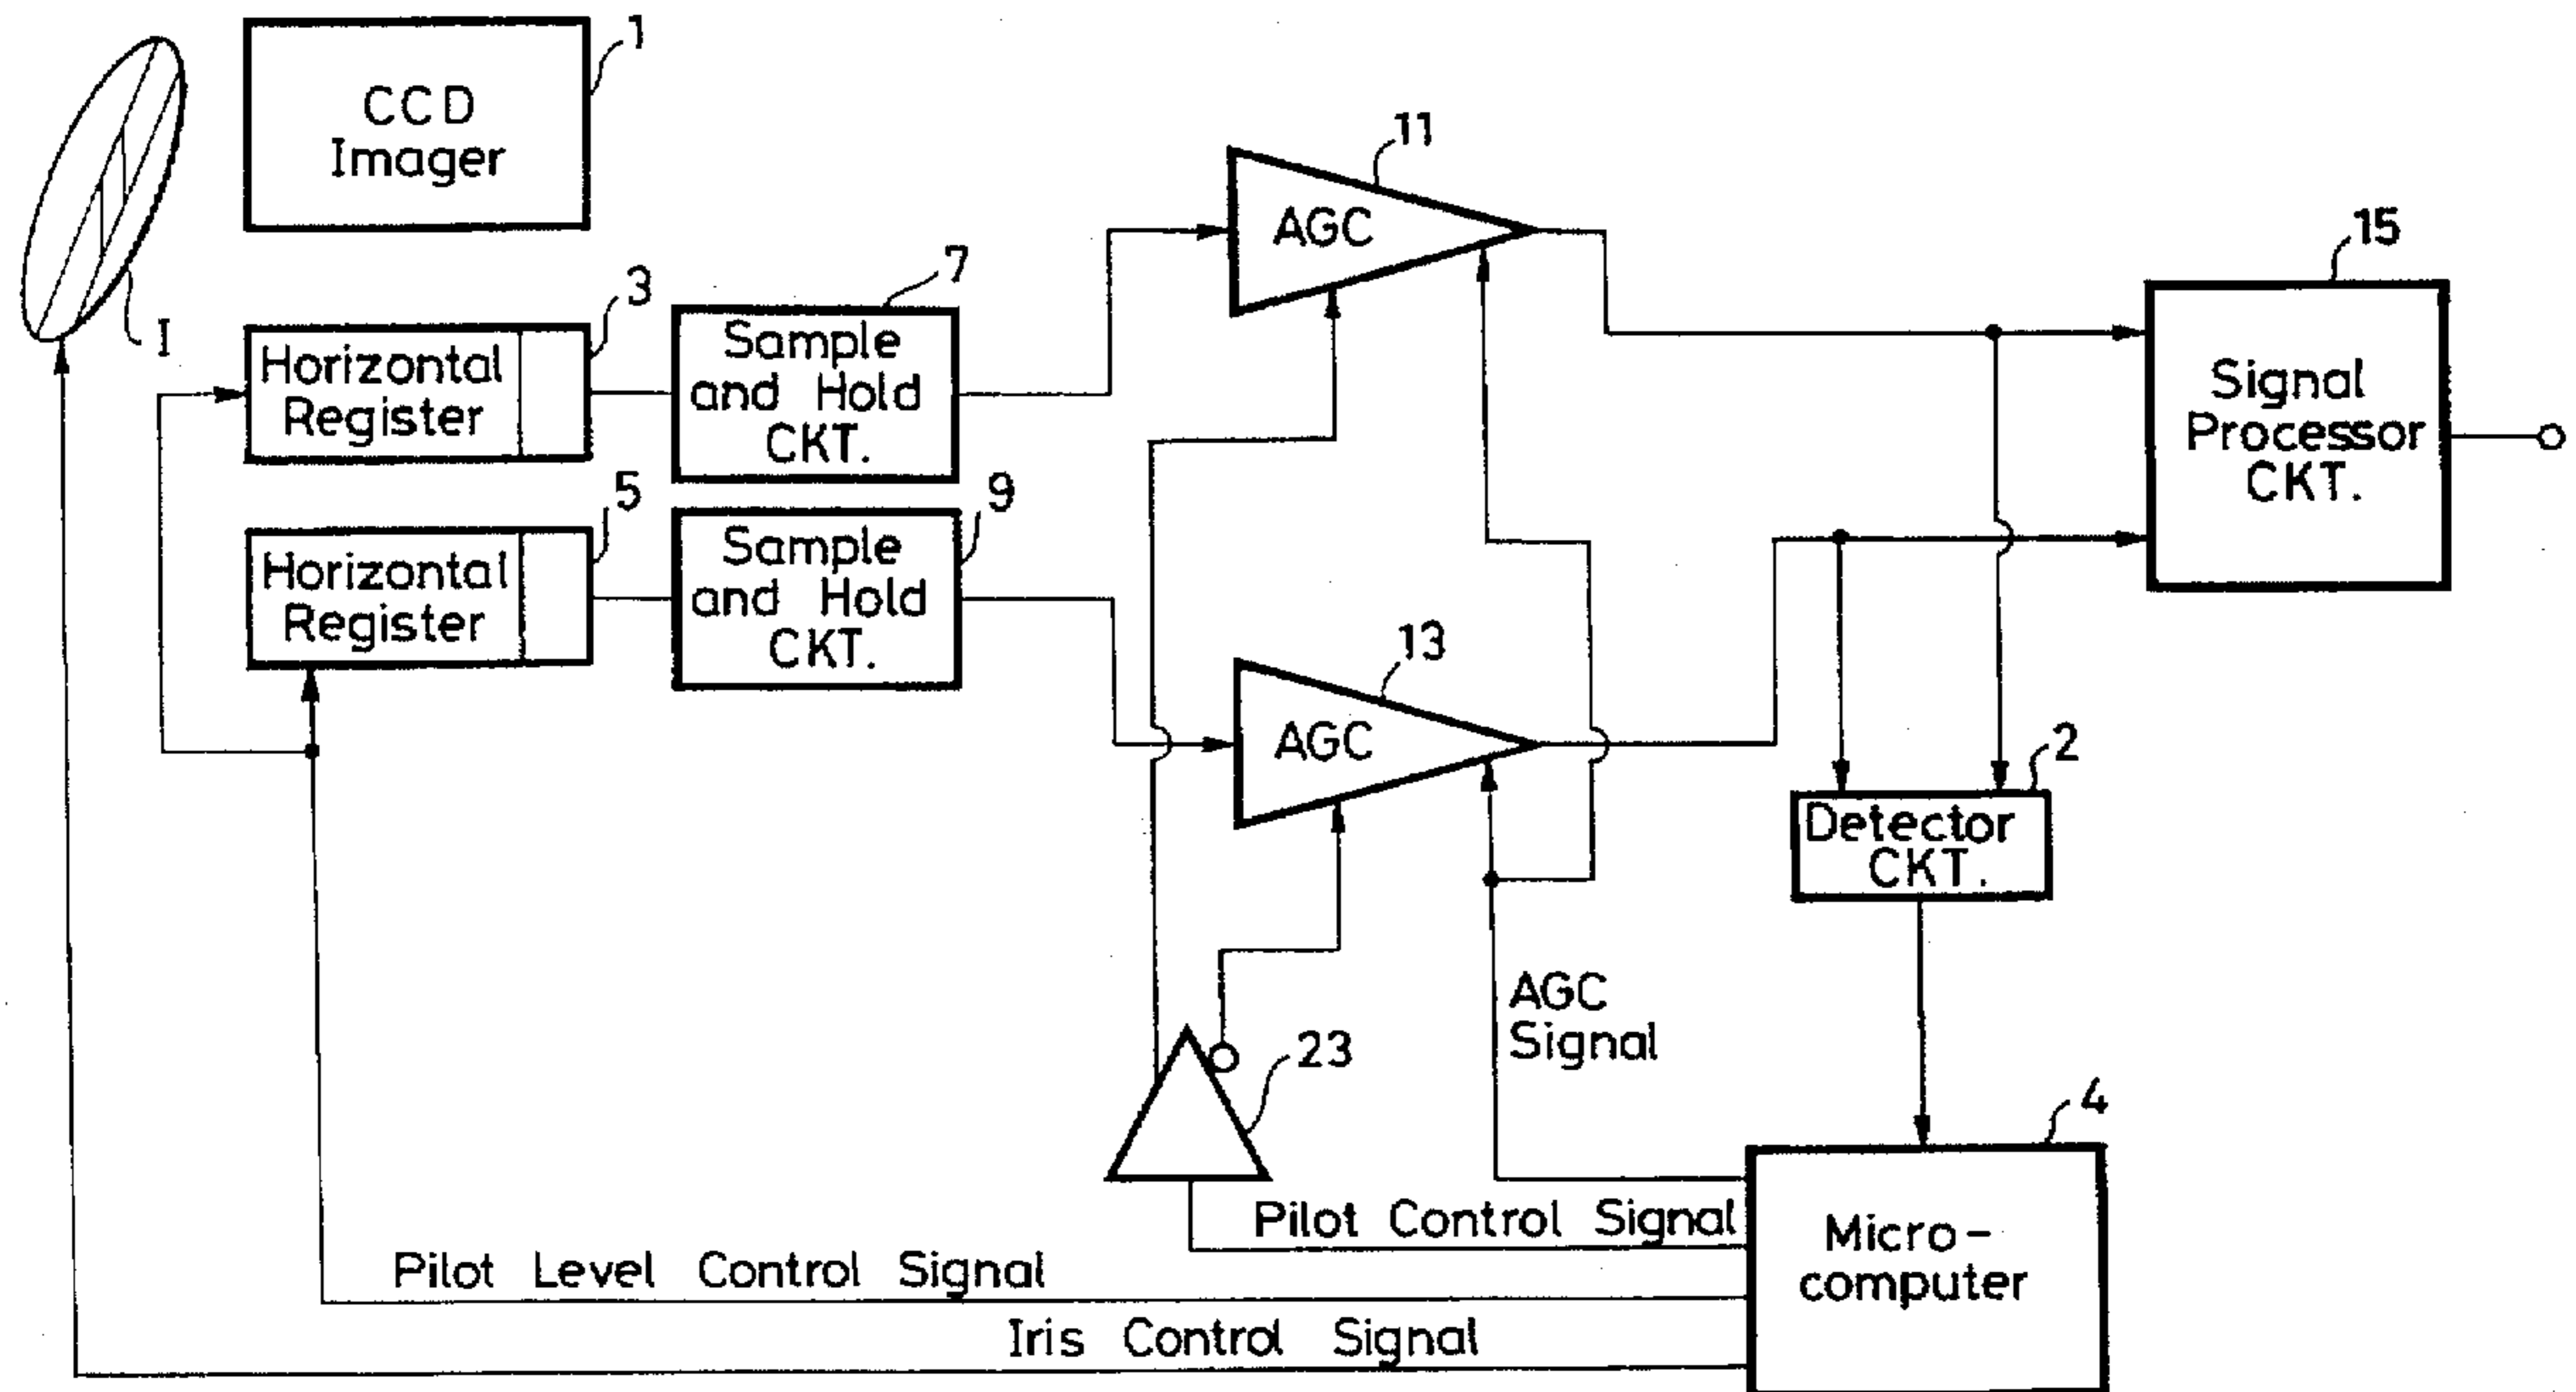 1
CCD
Imager
I
3
Horizontal
Register
7
Sample
and Hold
CKT.
5
Horizontal
Register
9
Sample
and Hold
CKT.
11
AGC
13
AGC
15
Signal
Processor
CKT.
2
Detector
CKT.
23
AGC
Signal
4
Micro-
computer
Pilot Control Signal
Pilot Level Control Signal
Iris Control Signal